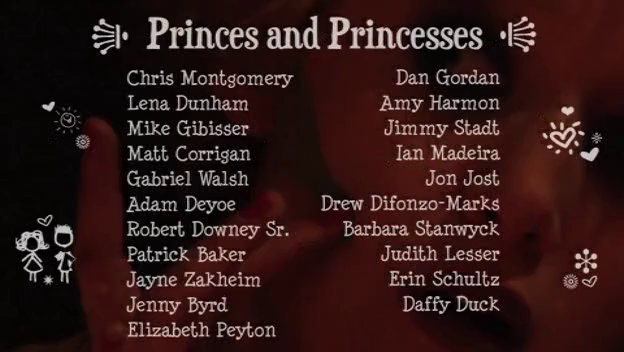 Princes and Princesses
Chris Montgomery
Lena Dunham
Mike Gibisser
Matt Corrigan
Gabriel Walsh
Adam Deyoe
Robert Downey Sr.
Patrick Baker
Jayne Zakheim
Jenny Byrd
Elizabeth Peyton
Dan Gordan
Amy Harmon
Jimmy Stadt
Ian Madeira
Jon Jost
Drew Difonzo-Marks
Barbara Stanwyck
Judith Lesser
Erin Schultz
Daffy Duck